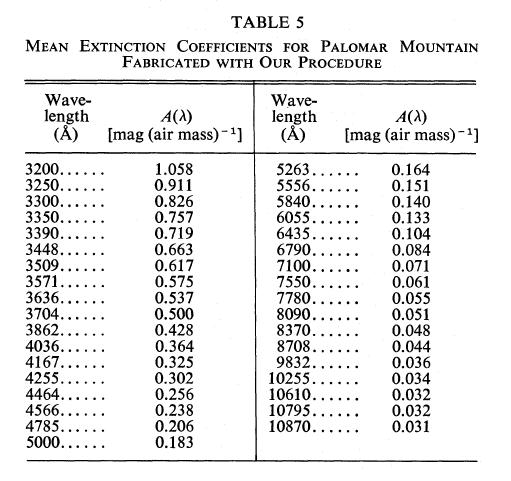 TABLE 5
MEAN EXTINCTION COEFFICIENTS FOR PALOMAR MOUNTAIN
FABRICATED WITH OUR PROCEDURE
Wave-
length
(Å)
A(λ)
[mag (air mass)⁻¹]
Wave-
length
(Å)
A(λ)
[mag (air mass)⁻¹]
3200...... 1.058 5263...... 0.164
3250...... 0.911 5556...... 0.151
3300...... 0.826 5840...... 0.140
3350...... 0.757 6055...... 0.133
3390...... 0.719 6435...... 0.104
3448...... 0.663 6790...... 0.084
3509...... 0.617 7100...... 0.071
3571...... 0.575 7550...... 0.061
3636...... 0.537 7780...... 0.055
3704...... 0.500 8090...... 0.051
3862...... 0.428 8370...... 0.048
4036...... 0.364 8708...... 0.044
4167...... 0.325 9832...... 0.036
4255...... 0.302 10255...... 0.034
4464...... 0.256 10610...... 0.032
4566...... 0.238 10795...... 0.032
4785...... 0.206 10870...... 0.031
5000...... 0.183